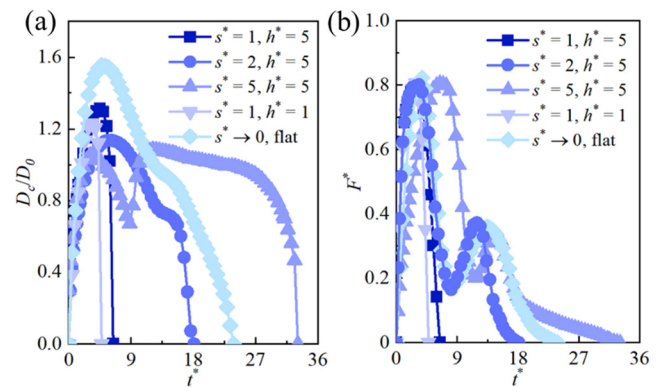 (a)
s* = 1, h* = 5
s* = 2, h* = 5
s* = 5, h* = 5
s* = 1, h* = 1
s* → 0, flat
1.6
1.2
0.8
0.4
0.0
D_c/D_0
0 9 18 27 36
t*
(b)
s* = 1, h* = 5
s* = 2, h* = 5
s* = 5, h* = 5
s* = 1, h* = 1
s* → 0, flat
1.0
0.8
0.6
0.4
0.2
0
F*
0 9 18 27 36
t*